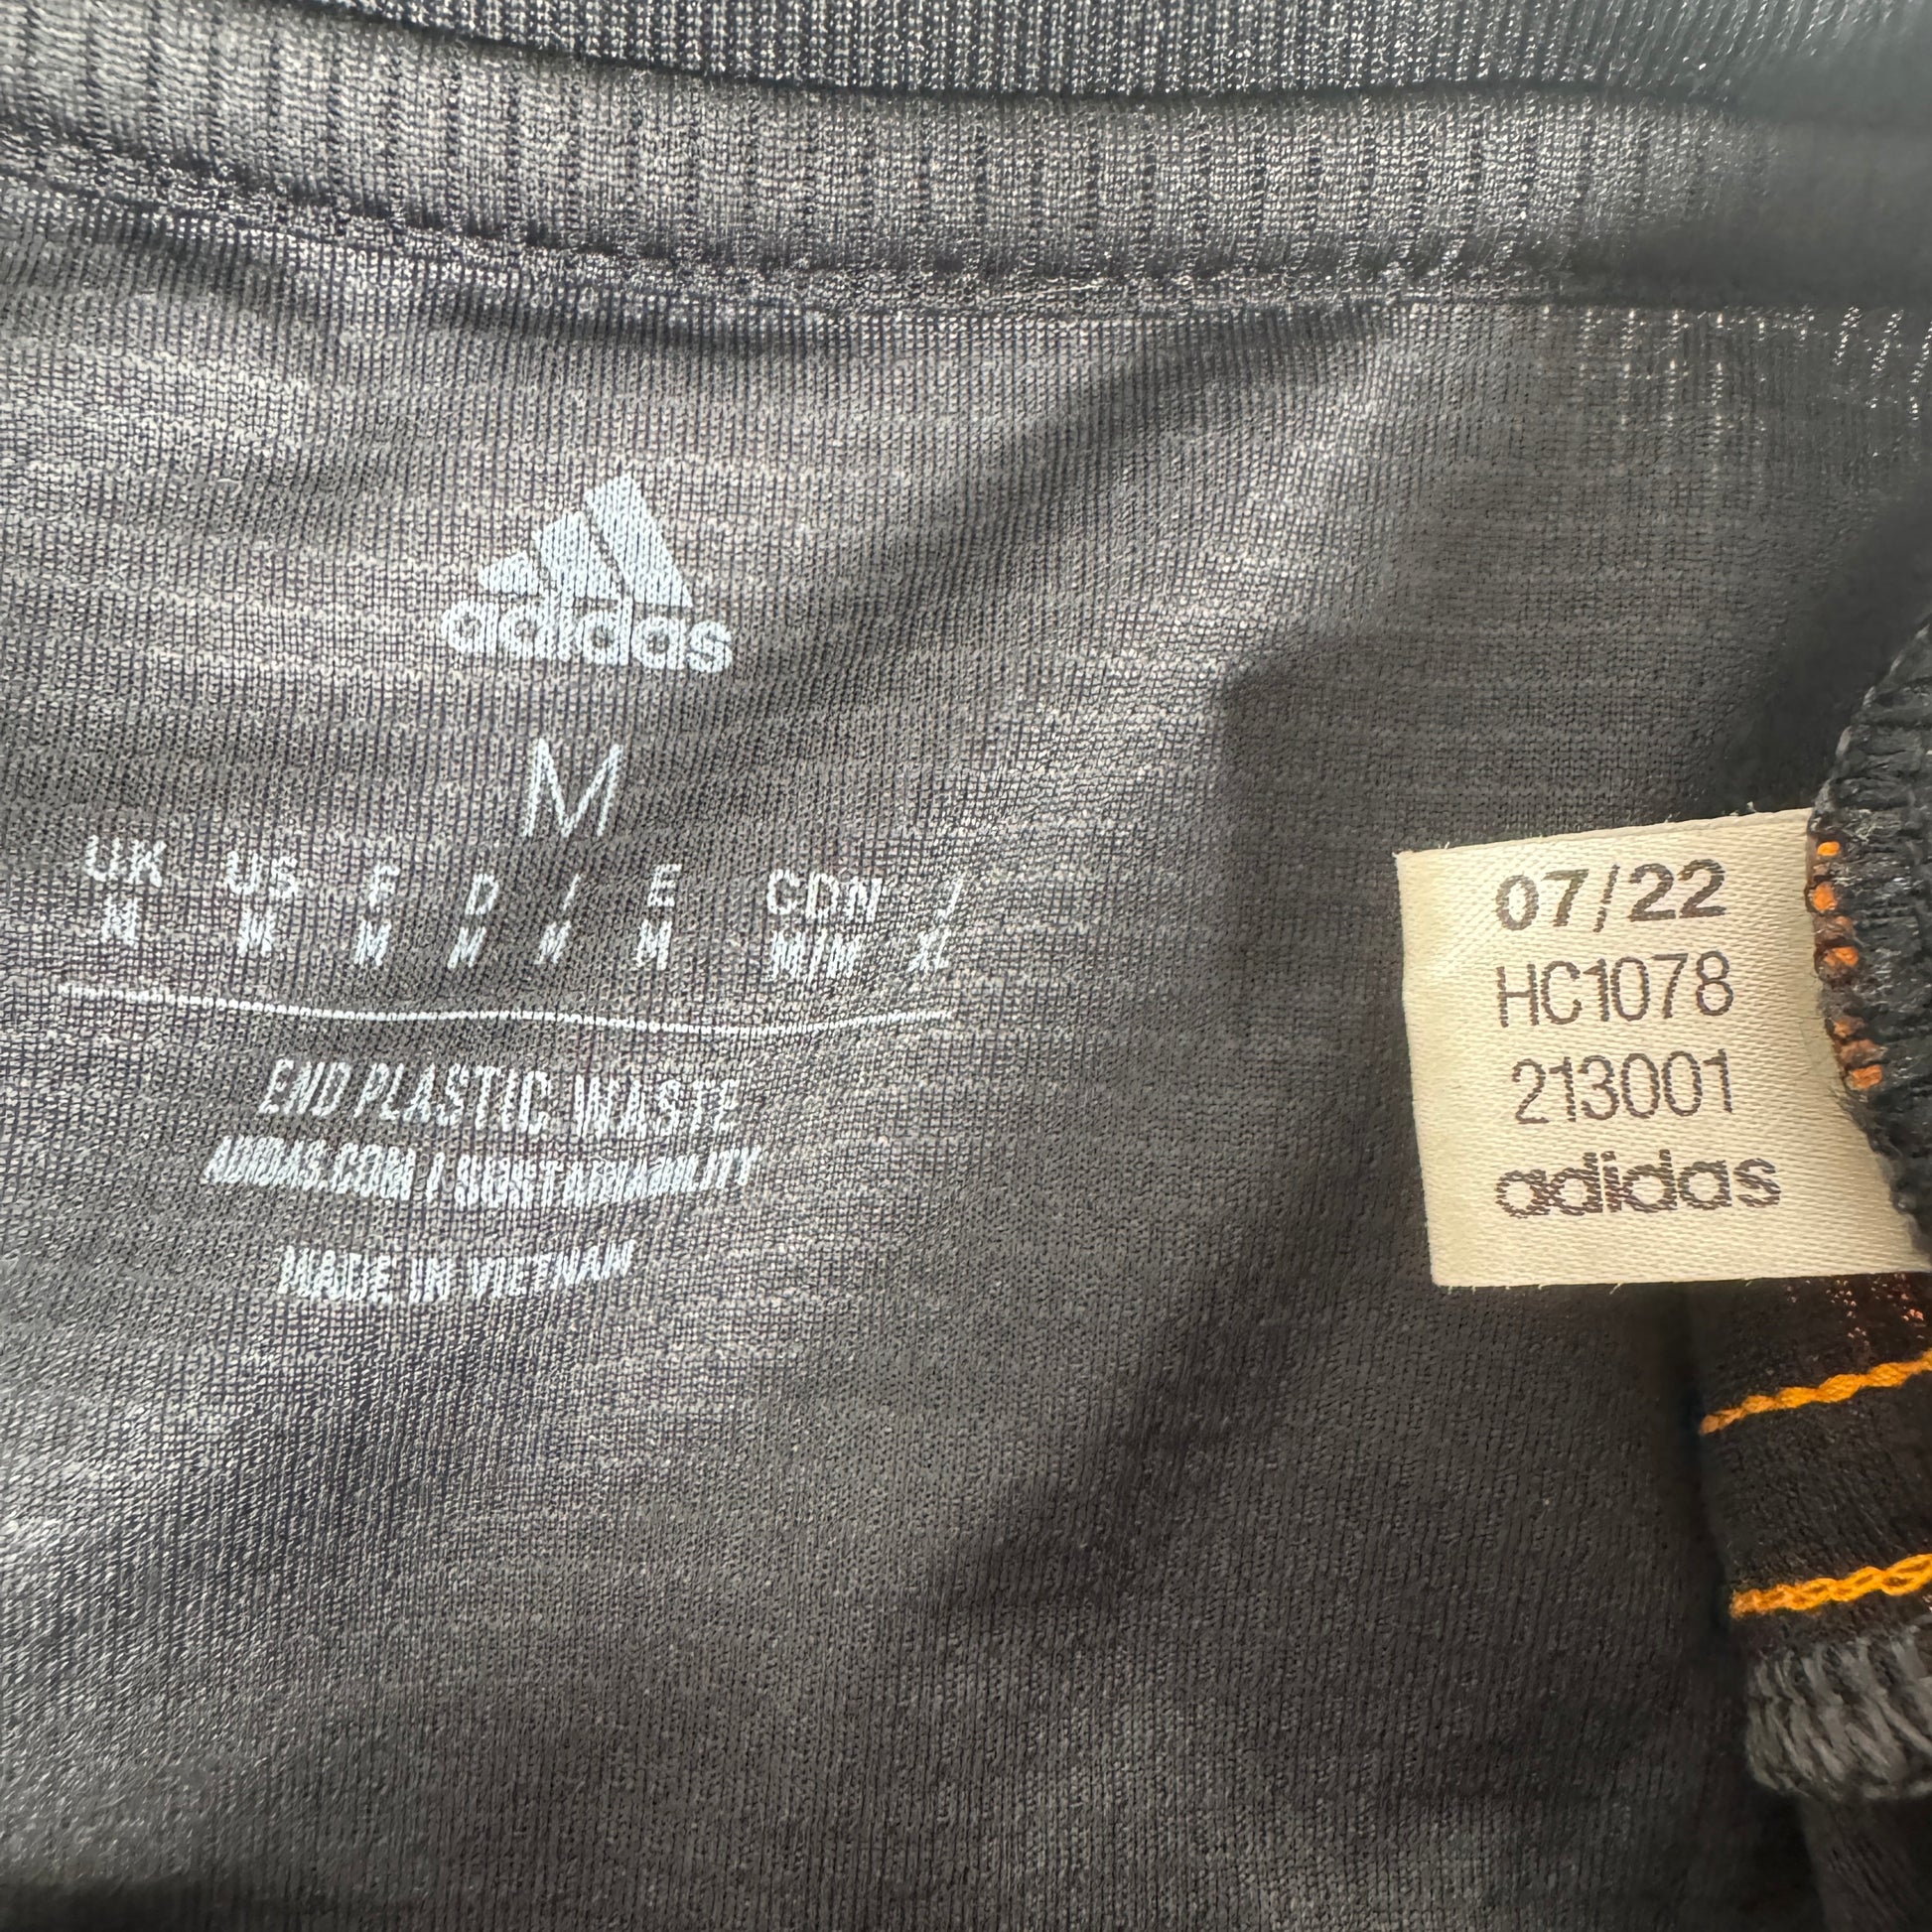 adidas
M
UK US F D I E CDN J
M M M M M M M/M XL
END PLASTIC WASTE
ADIDAS.COM / SUSTAINABILITY
MADE IN VIETNAM
07/22
HC1078
213001
adidas